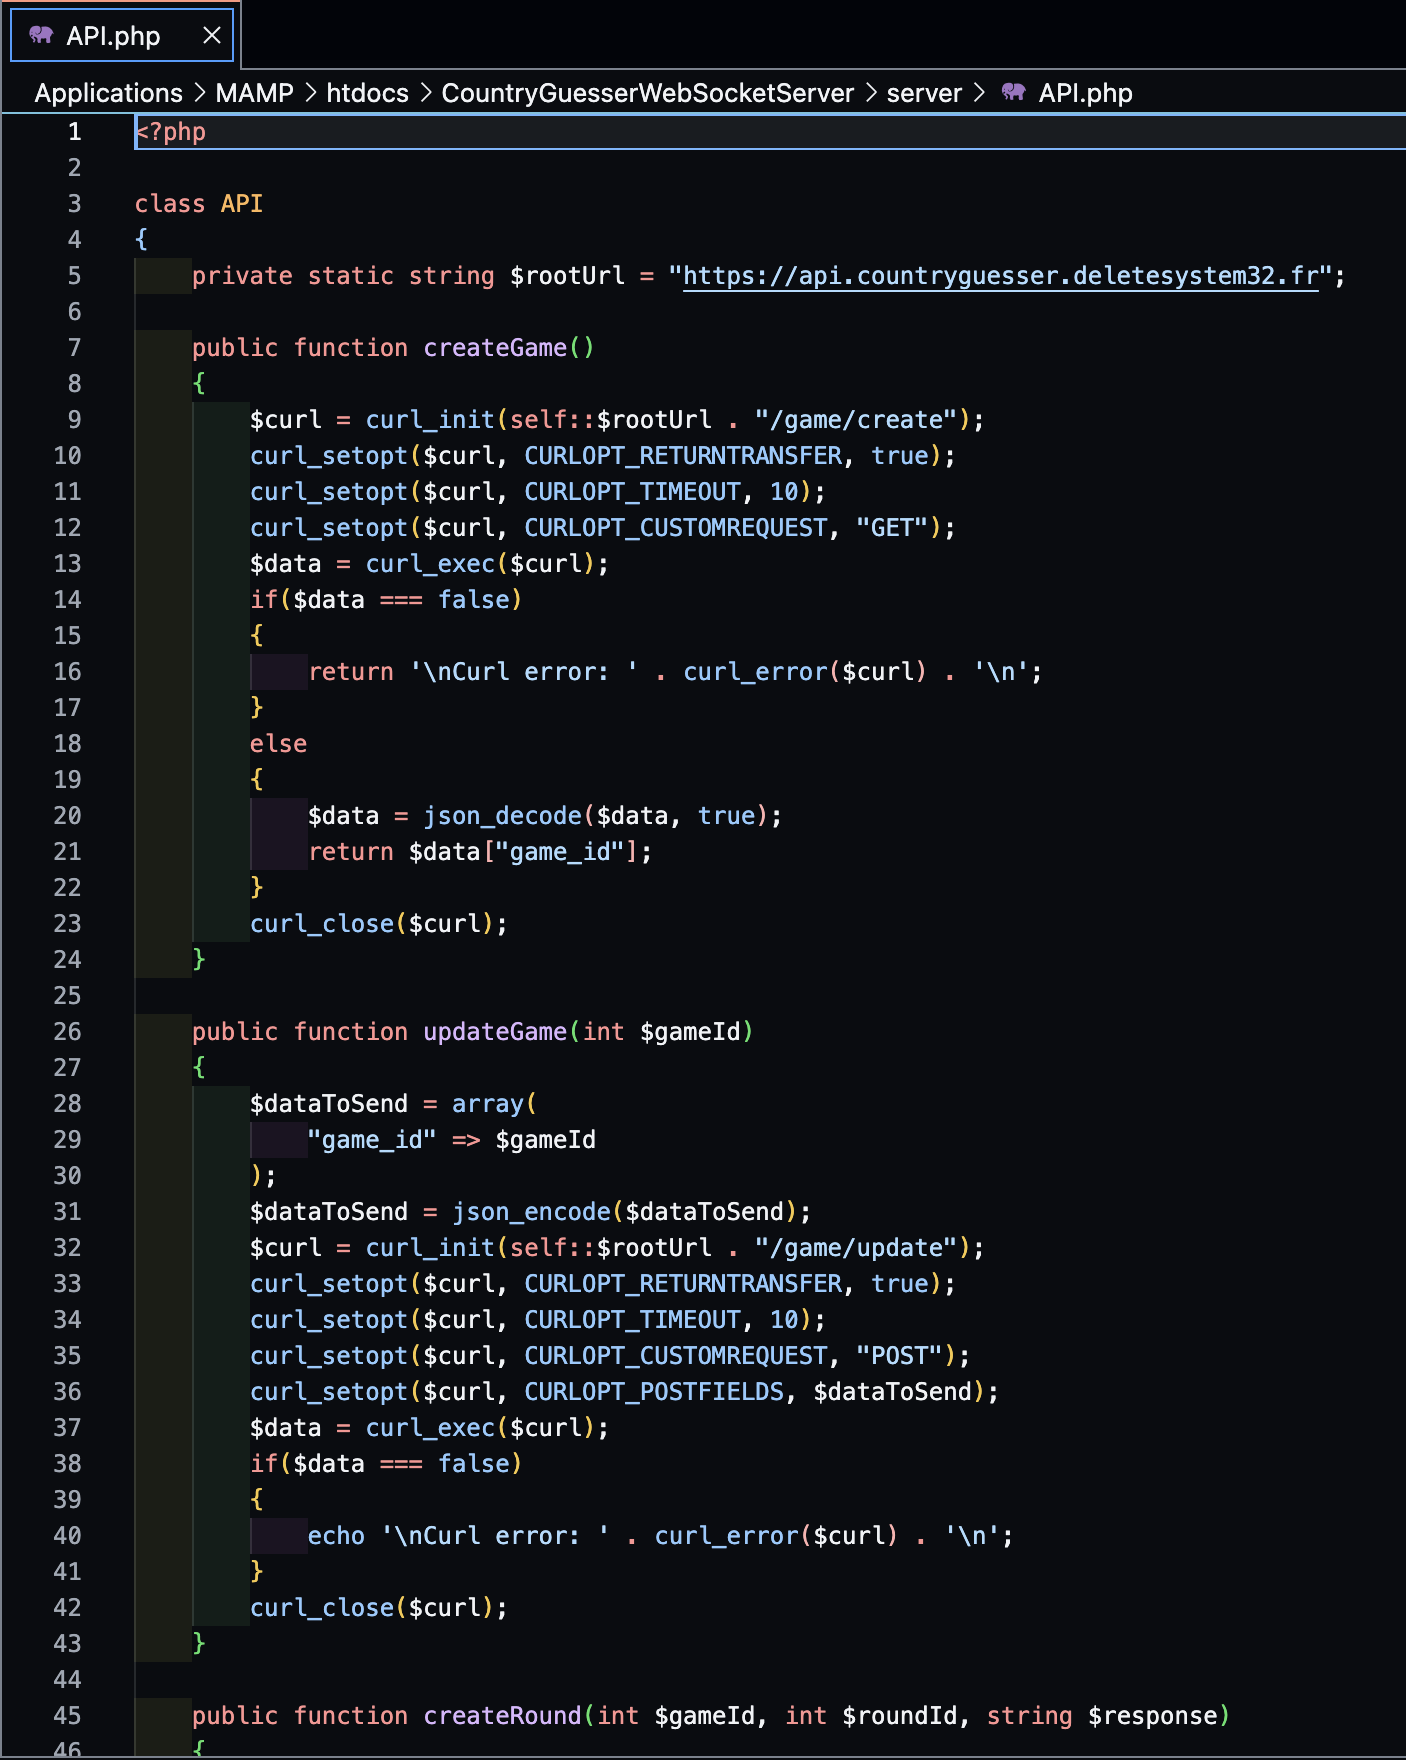 API.php
Applications > MAMP > htdocs > CountryGuesserWebSocketServer > server > API.php
1 <?php
2
3 class API
4 {
5     private static string $rootUrl = "https://api.countryguesser.deletesystem32.fr";
6
7     public function createGame()
8     {
9         $curl = curl_init(self::$rootUrl . "/game/create");
10         curl_setopt($curl, CURLOPT_RETURNTRANSFER, true);
11         curl_setopt($curl, CURLOPT_TIMEOUT, 10);
12         curl_setopt($curl, CURLOPT_CUSTOMREQUEST, "GET");
13         $data = curl_exec($curl);
14         if($data === false)
15         {
16             return '\nCurl error: ' . curl_error($curl) . '\n';
17         }
18         else
19         {
20             $data = json_decode($data, true);
21             return $data["game_id"];
22         }
23         curl_close($curl);
24     }
25
26     public function updateGame(int $gameId)
27     {
28         $dataToSend = array(
29             "game_id" => $gameId
30         );
31         $dataToSend = json_encode($dataToSend);
32         $curl = curl_init(self::$rootUrl . "/game/update");
33         curl_setopt($curl, CURLOPT_RETURNTRANSFER, true);
34         curl_setopt($curl, CURLOPT_TIMEOUT, 10);
35         curl_setopt($curl, CURLOPT_CUSTOMREQUEST, "POST");
36         curl_setopt($curl, CURLOPT_POSTFIELDS, $dataToSend);
37         $data = curl_exec($curl);
38         if($data === false)
39         {
40             echo '\nCurl error: ' . curl_error($curl) . '\n';
41         }
42         curl_close($curl);
43     }
44
45     public function createRound(int $gameId, int $roundId, string $response)
46     {